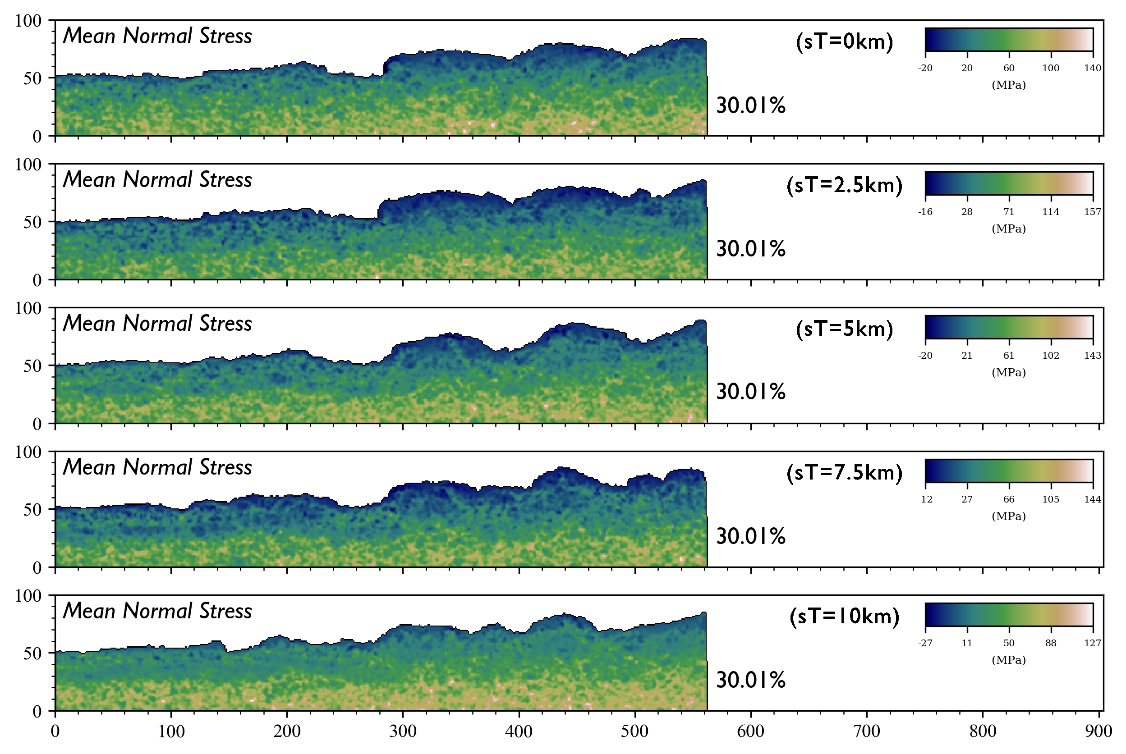 100
Mean Normal Stress
(sT=0km)
-20 20 60 100 140
(MPa)
50
30.01%
0
100
Mean Normal Stress
(sT=2.5km)
-16 28 71 114 157
(MPa)
50
30.01%
0
100
Mean Normal Stress
(sT=5km)
-20 21 61 102 143
(MPa)
50
30.01%
0
100
Mean Normal Stress
(sT=7.5km)
12 27 66 105 144
(MPa)
50
30.01%
0
100
Mean Normal Stress
(sT=10km)
-27 11 50 88 127
(MPa)
50
30.01%
0
0 100 200 300 400 500 600 700 800 900